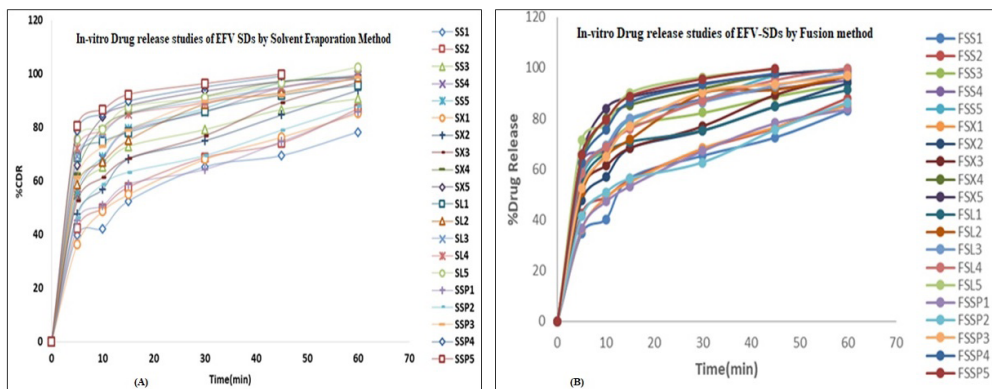 In-vitro Drug release studies of EFV SDs by Solvent Evaporation Method
%CDR
120
100
80
60
40
20
0
0
10
20
30
40
50
60
70
Time(min)
(A)
SS1
SS2
SS3
SS4
SS5
SX1
SX2
SX3
SX4
SX5
SL1
SL2
SL3
SL4
SL5
SSP1
SSP2
SSP3
SSP4
SSP5
In-vitro Drug release studies of EFV-SDs by Fusion method
%Drug Release
120
100
80
60
40
20
0
0
10
20
30
40
50
60
70
Time(min)
(B)
FSS1
FSS2
FSS3
FSS4
FSS5
FSX1
FSX2
FSX3
FSX4
FSX5
FSL1
FSL2
FSL3
FSL4
FSL5
FSSP1
FSSP2
FSSP3
FSSP4
FSSP5